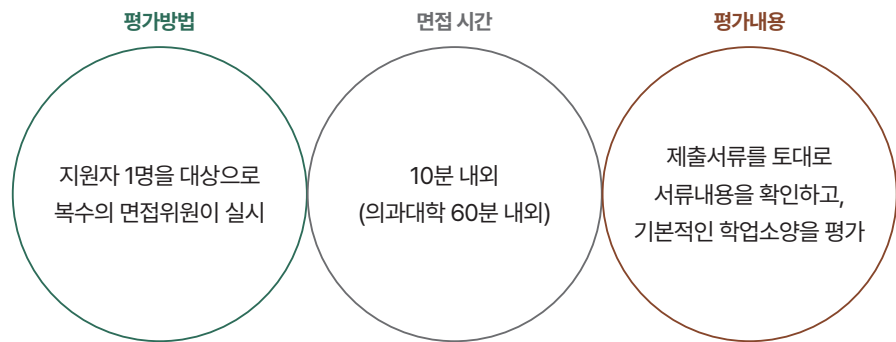 평가방법
지원자 1명을 대상으로
복수의 면접위원이 실시
면접 시간
10분 내외
(의과대학 60분 내외)
평가내용
제출서류를 토대로
서류내용을 확인하고,
기본적인 학업소양을 평가